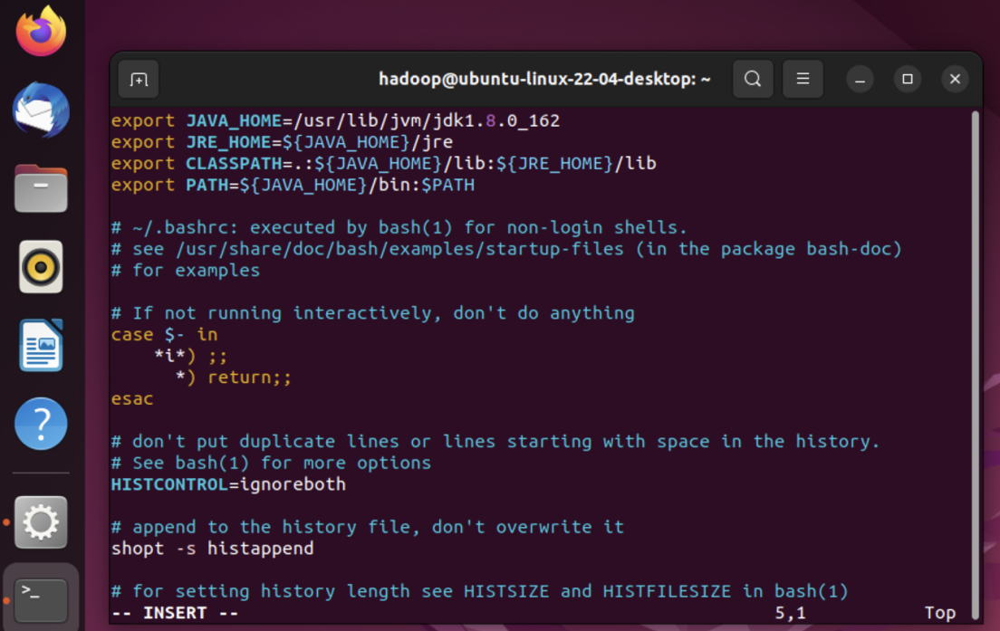 hadoop@ubuntu-linux-22-04-desktop: ~
export JAVA_HOME=/usr/lib/jvm/jdk1.8.0_162
export JRE_HOME=${JAVA_HOME}/jre
export CLASSPATH=.:${JAVA_HOME}/lib:${JRE_HOME}/lib
export PATH=${JAVA_HOME}/bin:$PATH

# ~/.bashrc: executed by bash(1) for non-login shells.
# see /usr/share/doc/bash/examples/startup-files (in the package bash-doc)
# for examples

# If not running interactively, don't do anything
case $- in
    *i*) ;;
      *) return;;
esac

# don't put duplicate lines or lines starting with space in the history.
# See bash(1) for more options
HISTCONTROL=ignoreboth

# append to the history file, don't overwrite it
shopt -s histappend

# for setting history length see HISTSIZE and HISTFILESIZE in bash(1)
-- INSERT -- 5,1 Top